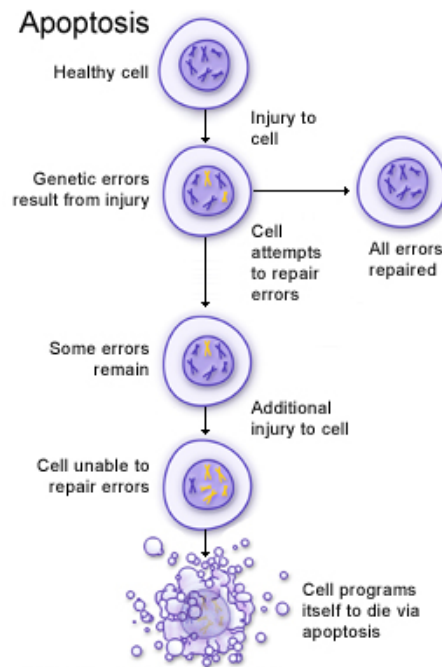 Apoptosis
Healthy cell
Injury to
cell
Genetic errors
result from injury
Cell
attempts
to repair
errors
All errors
repaired
Some errors
remain
Additional
injury to cell
Cell unable to
repair errors
Cell programs
itself to die via
apoptosis